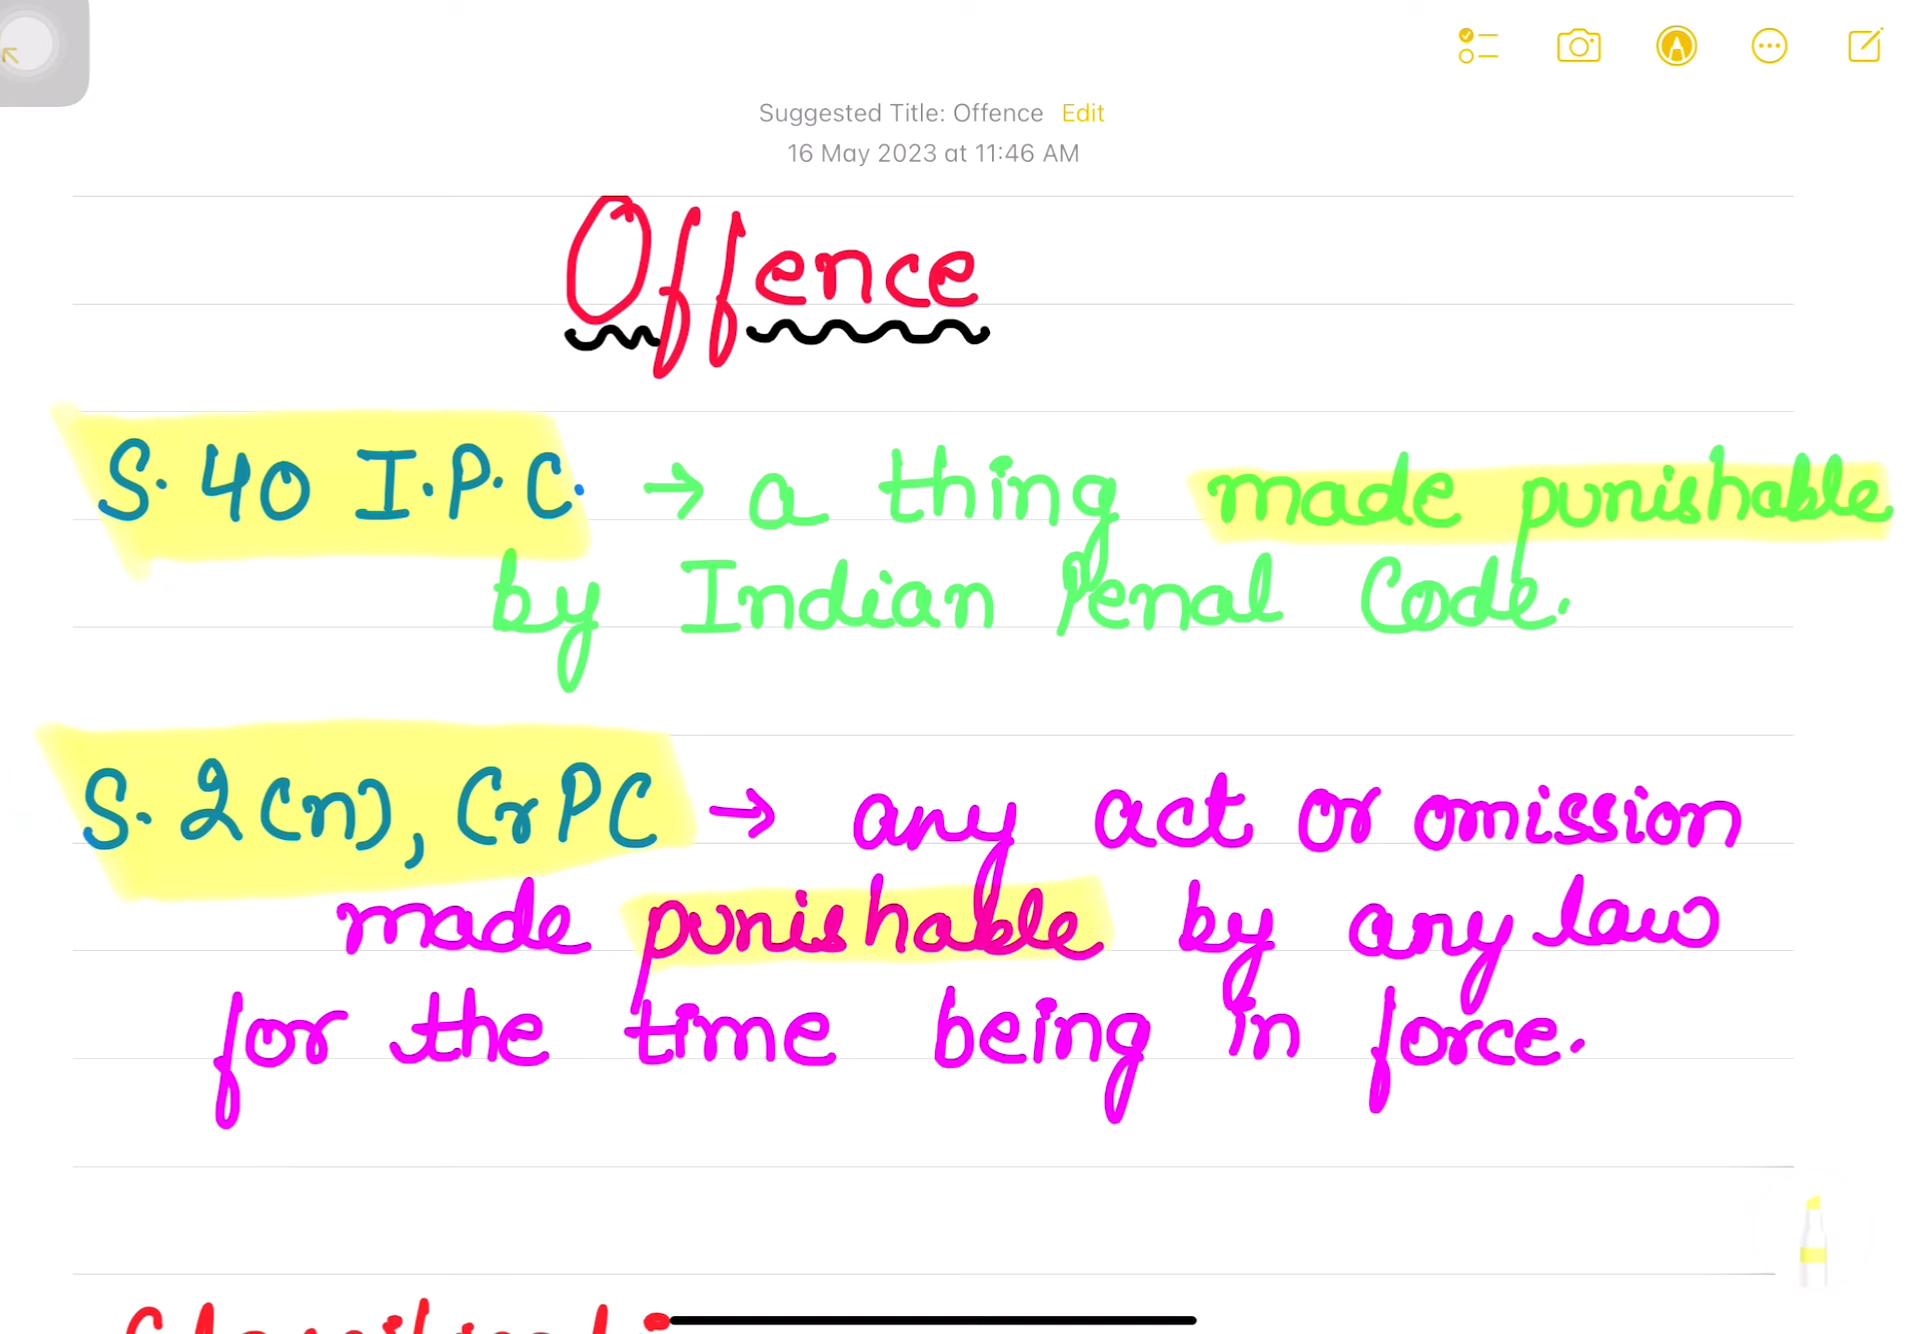 Suggested Title: Offence Edit
16 May 2023 at 11:46 AM
Offence
S. 40 I.P.C. → a thing made punishable
by Indian Penal Code.
S. 2(n), CrPC → any act or omission
made punishable by any law
for the time being in force.